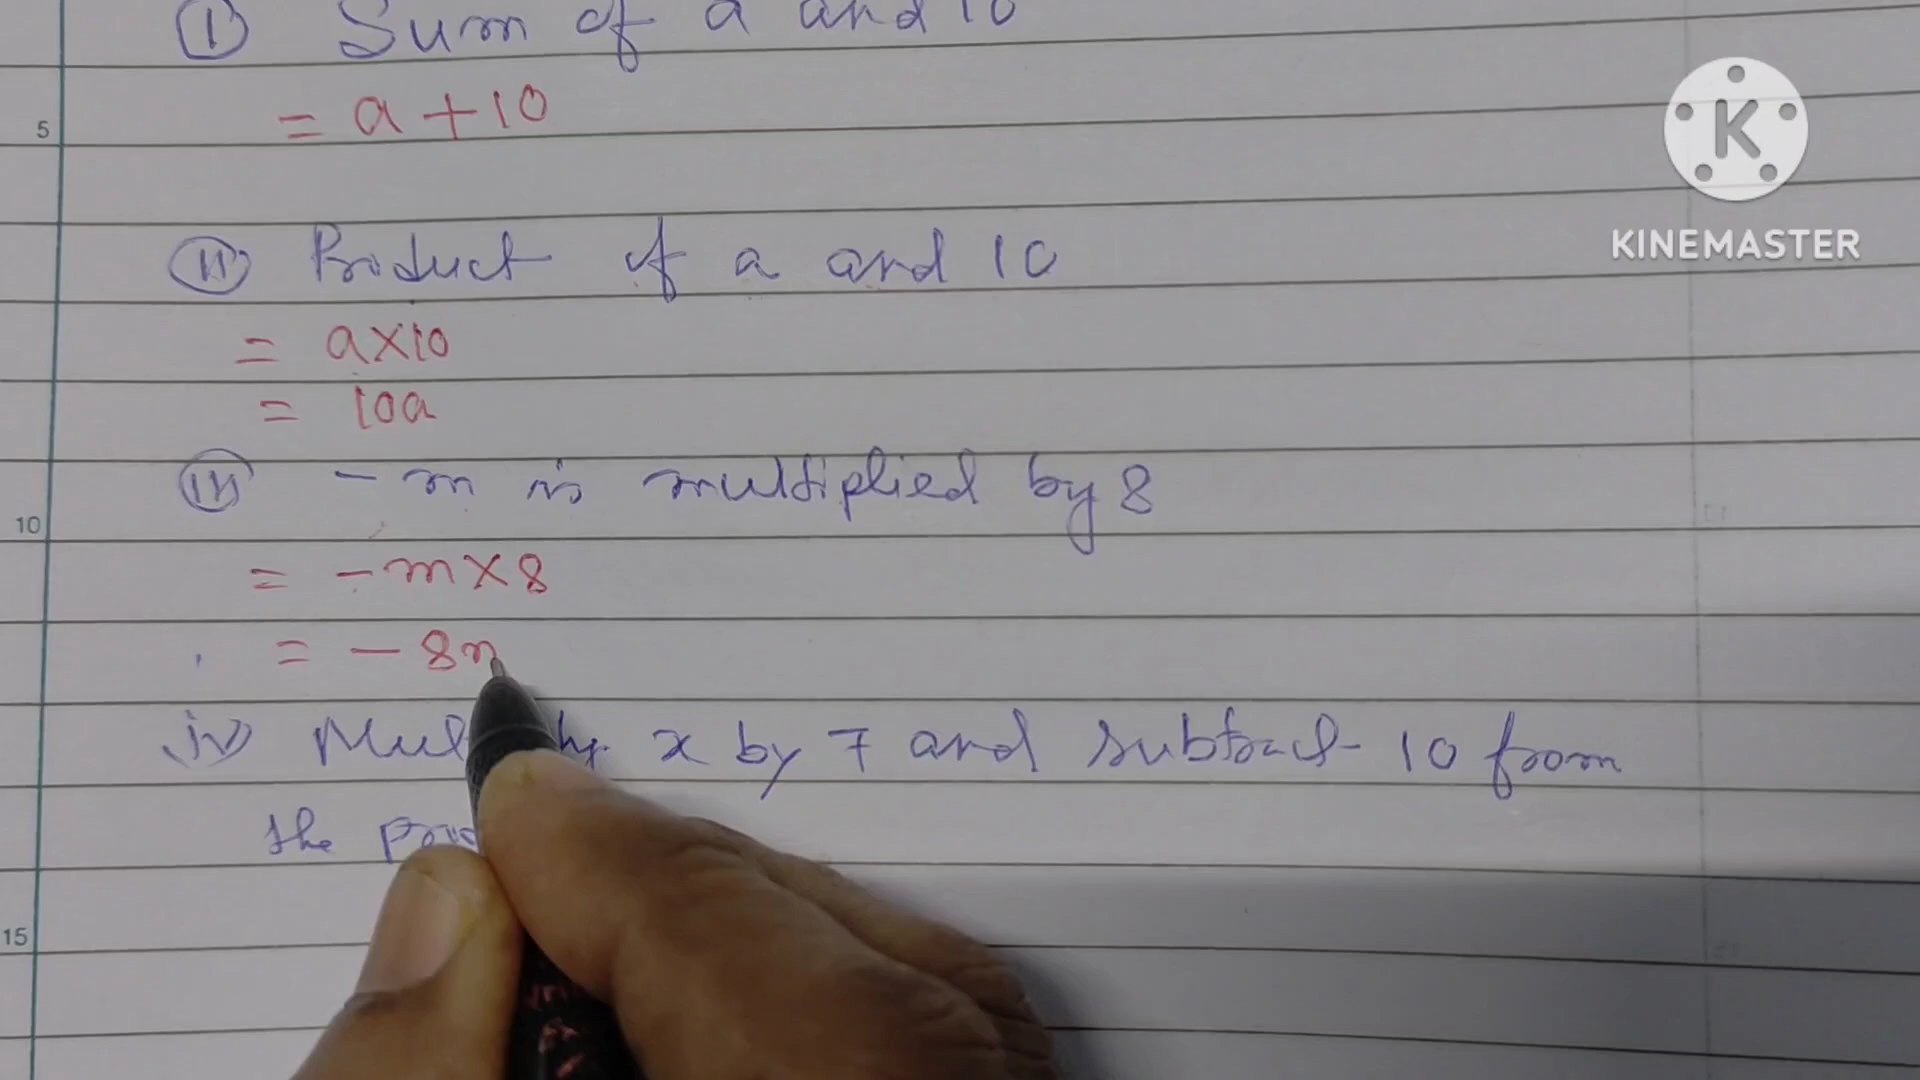 (I) Sum of a and 10
= a + 10
5
(II) Product of a and 10
= a×10
= 10a
(III) - m is multiplied by 8
10
= - m × 8
= - 8m
iv) x by 7 and subtract 10 from
the
15
K
KINEMASTER